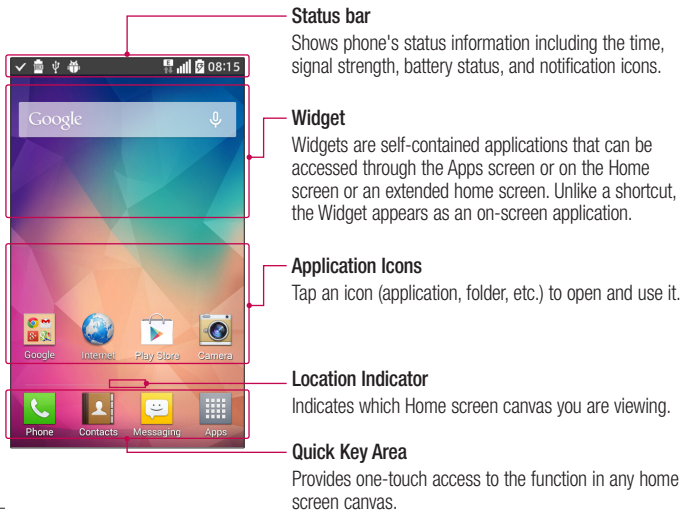 Status bar
Shows phone's status information including the time,
signal strength, battery status, and notification icons.
08:15
Google
Widget
Widgets are self-contained applications that can be
accessed through the Apps screen or on the Home
screen or an extended home screen. Unlike a shortcut,
the Widget appears as an on-screen application.
Application Icons
Tap an icon (application, folder, etc.) to open and use it.
Google Internet Play Store Camera
Location Indicator
Indicates which Home screen canvas you are viewing.
Phone Contacts Messaging Apps
Quick Key Area
Provides one-touch access to the function in any home
screen canvas.